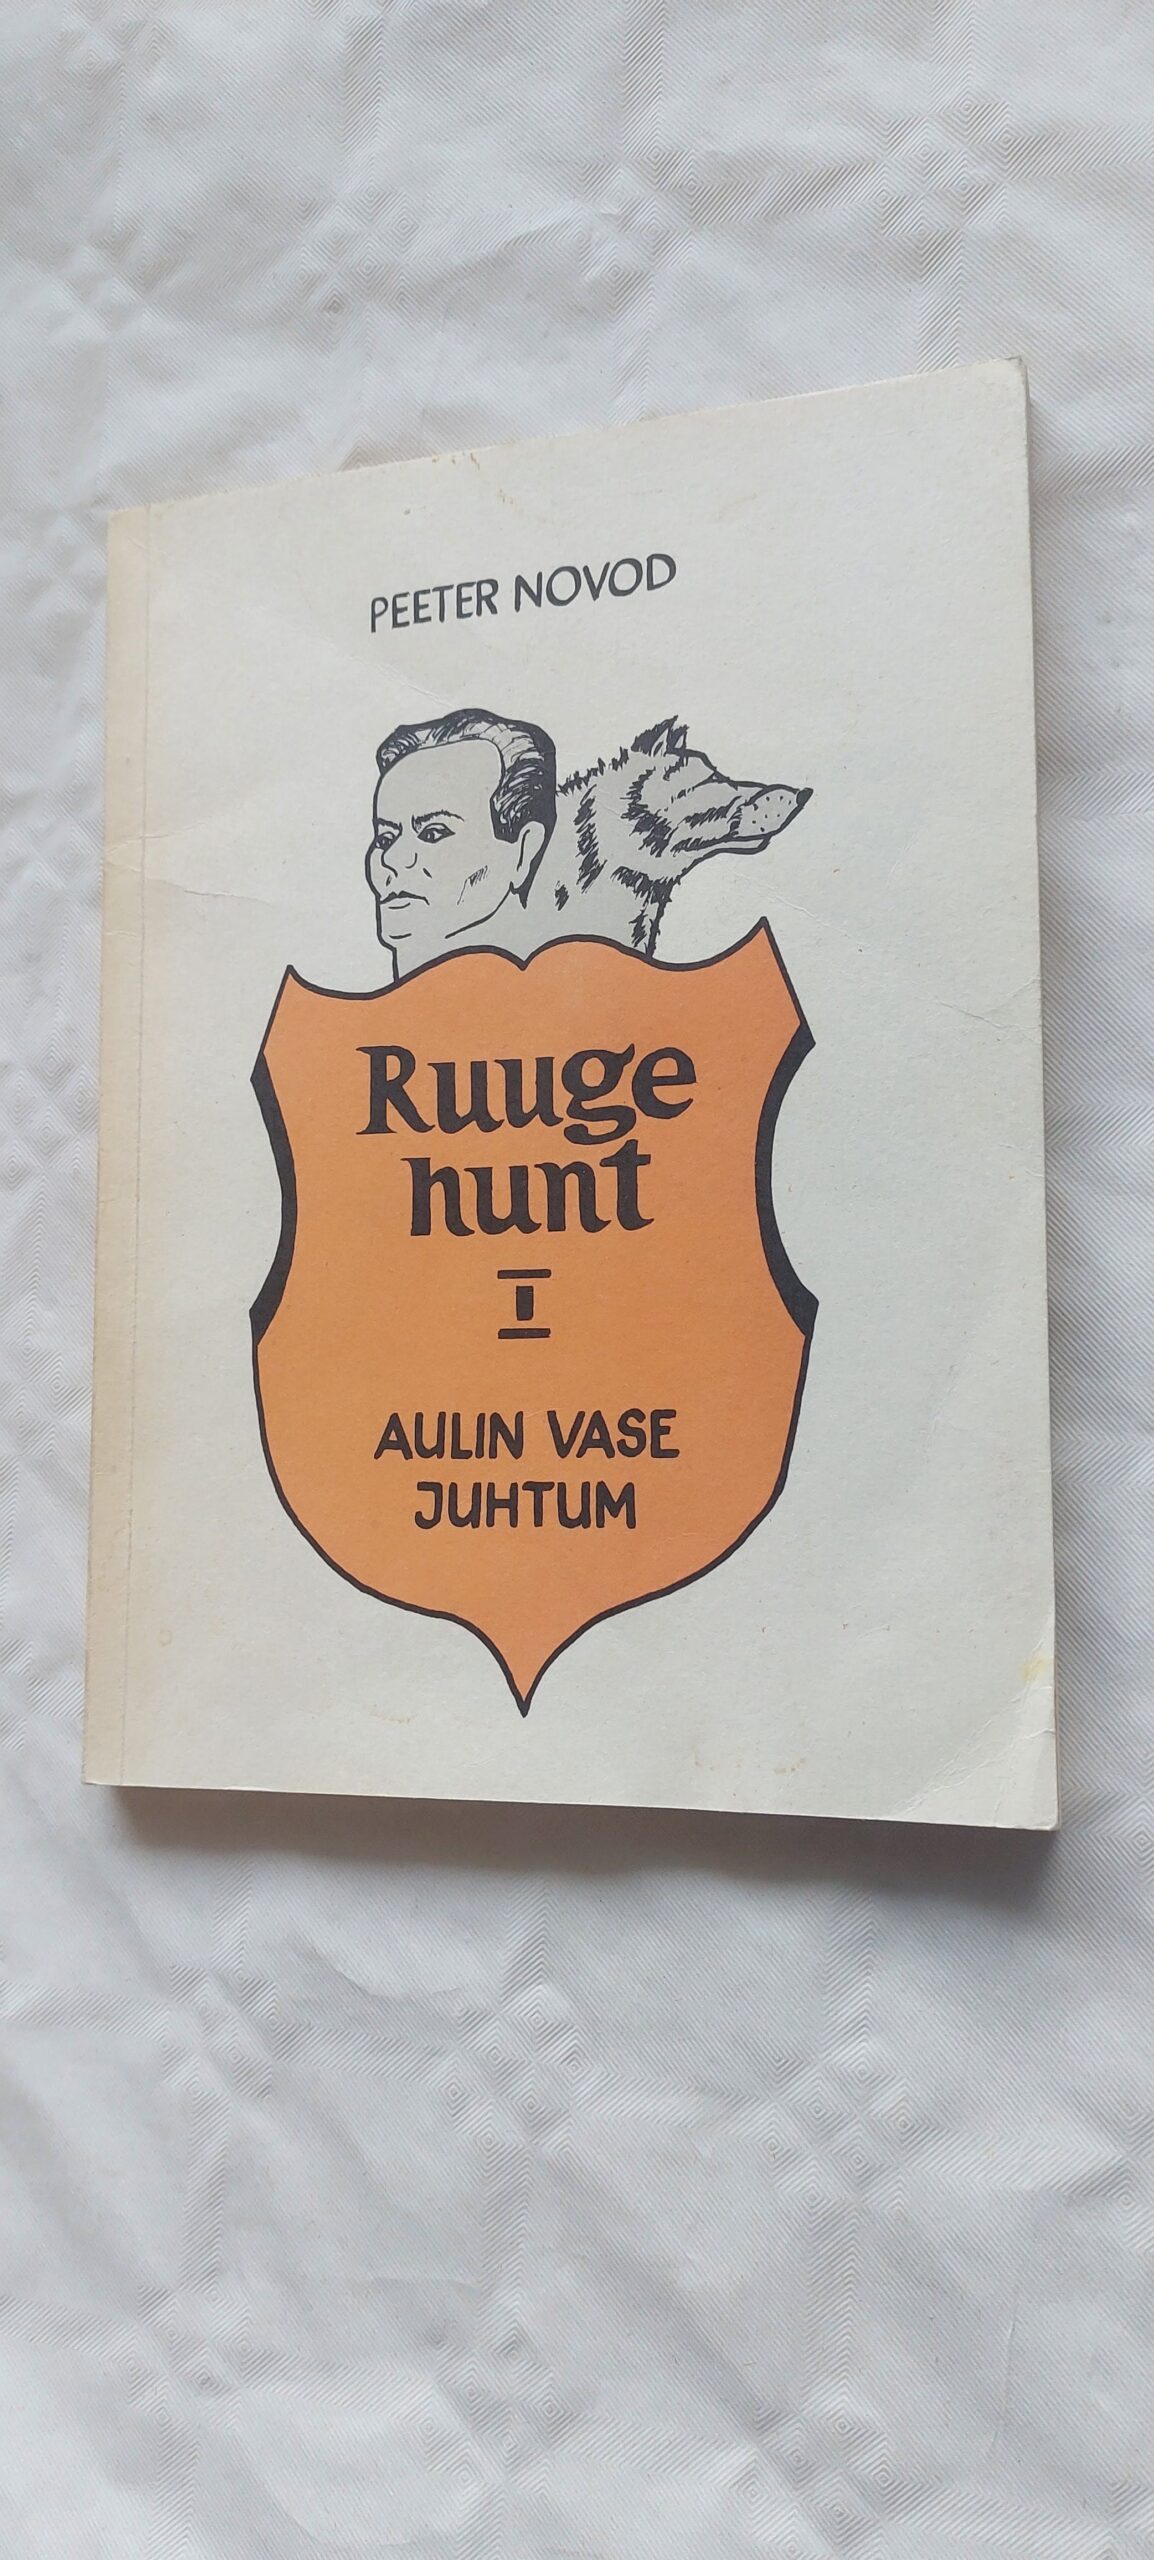 PEETER NOVOD
Ruuge
hunt
I
AULIN VASE
JUHTUM